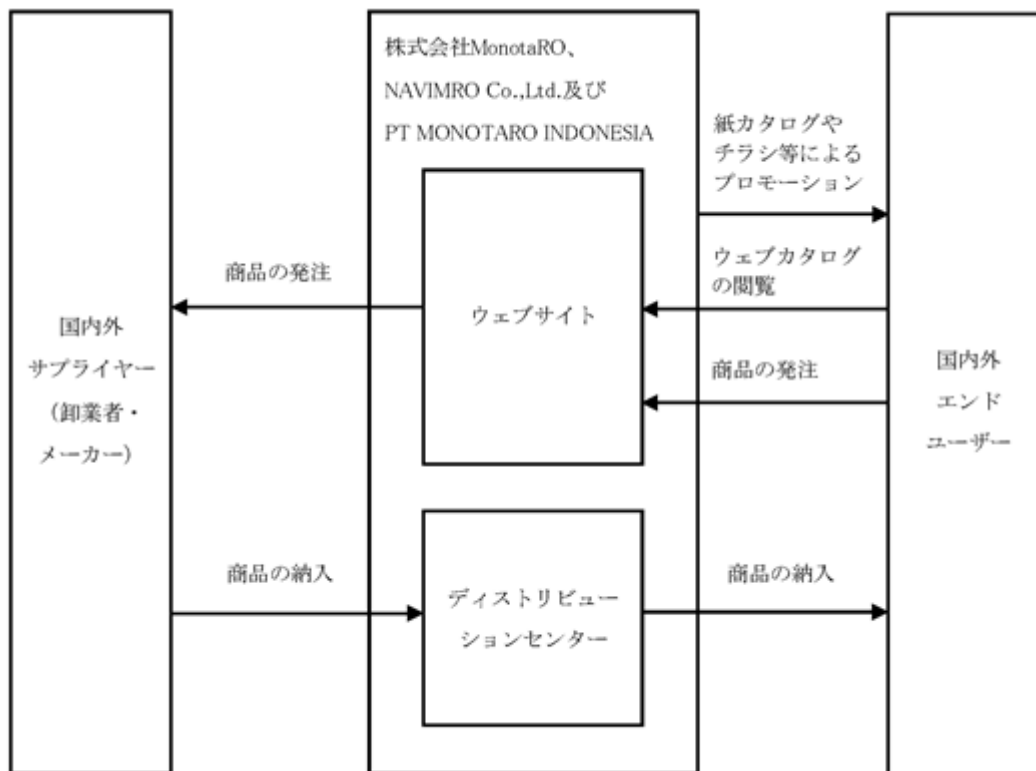 株式会社MonotaRO、
NAVIMRO Co.,Ltd.及び
PT MONOTARO INDONESIA
紙カタログや
チラシ等による
プロモーション
商品の発注
ウェブカタログ
の閲覧
ウェブサイト
国内外
サプライヤー
（卸業者・
メーカー）
商品の発注
国内外
エンド
ユーザー
商品の納入
ディストリビュー
ションセンター
商品の納入